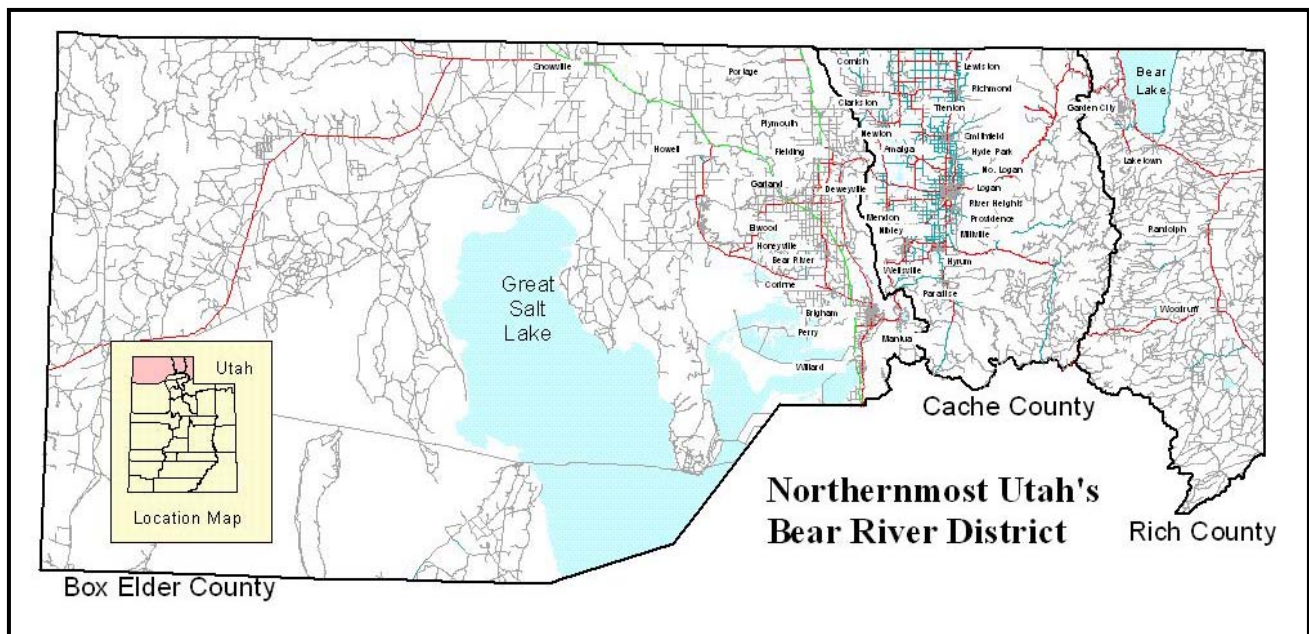 Snowville
Portage
Cornish
Lewiston
Richmond
Clarkston
Trenton
Bear
Lake
Garden City
Plymouth
Newton
Smithfield
Howell
Fielding
Amalga
Hyde Park
Laketown
No. Logan
Garland
Deweyville
Logan
River Heights
Mendon
Providence
Elwood
Nibley
Millville
Randolph
Honeyville
Bear River
Wellsville
Hyrum
Great
Salt
Lake
Corinne
Paradise
Woodruff
Brigham
Perry
Mantua
Willard
Utah
Location Map
Cache County
Northernmost Utah's
Bear River District
Rich County
Box Elder County